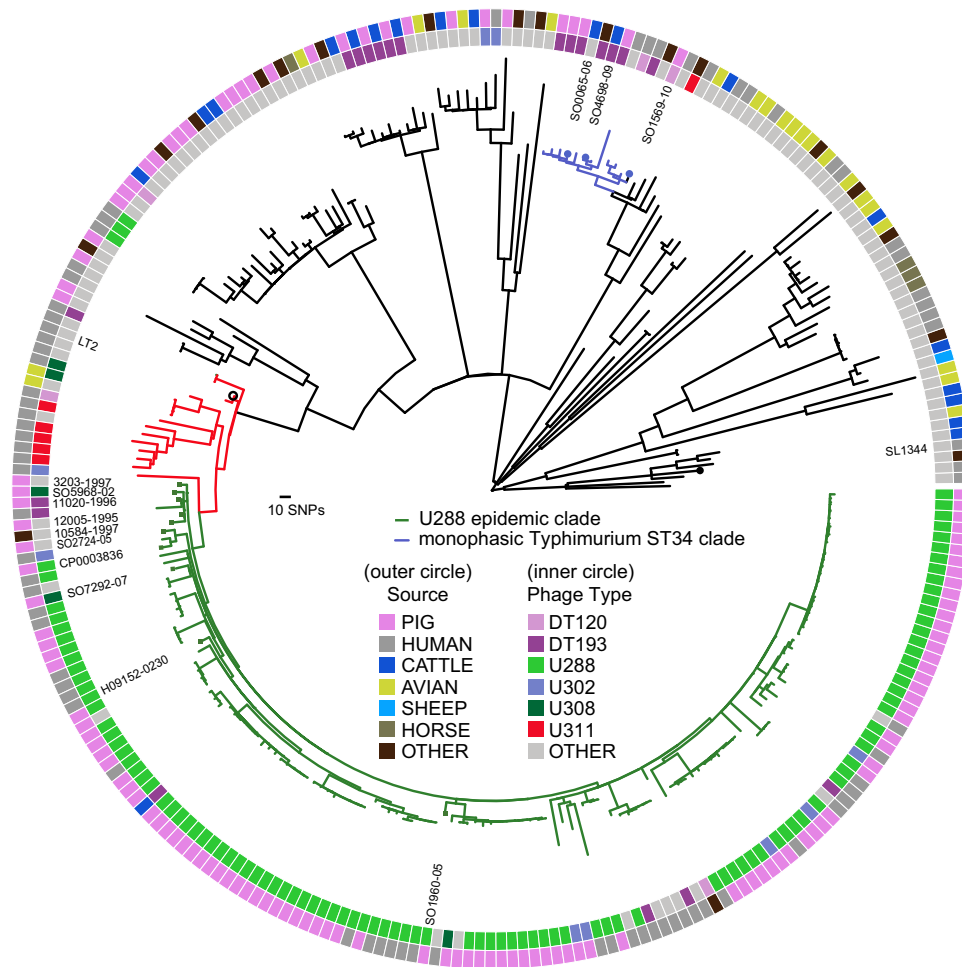 SO0065-06
SO4698-09
SO1569-10
LT2
SL1344
3203-1997
SO5968-02
11020-1996
12005-1995
10584-1997
SO2724-05
CP0003836
SO7292-07
H09152-0230
SO1960-05
10 SNPs
U288 epidemic clade
monophasic Typhimurium ST34 clade
(outer circle)
Source
PIG
HUMAN
CATTLE
AVIAN
SHEEP
HORSE
OTHER
(inner circle)
Phage Type
DT120
DT193
U288
U302
U308
U311
OTHER